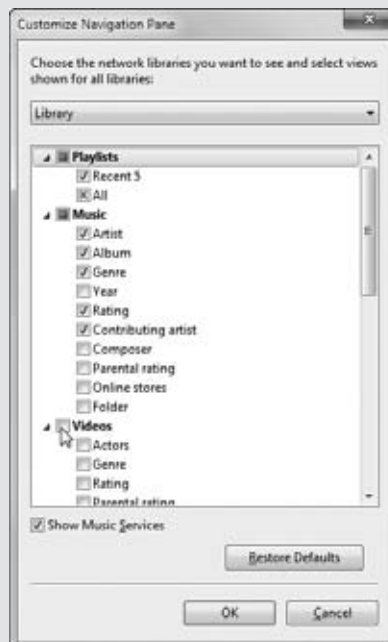 Customize Navigation Pane
Choose the network libraries you want to see and select views
shown for all libraries:
Library
Playlists
Recent 5
All
Music
Artist
Album
Genre
Year
Rating
Contributing artist
Composer
Parental rating
Online stores
Folder
Videos
Actors
Genre
Rating
Parental rating
Show Music Services
Restore Defaults
OK
Cancel